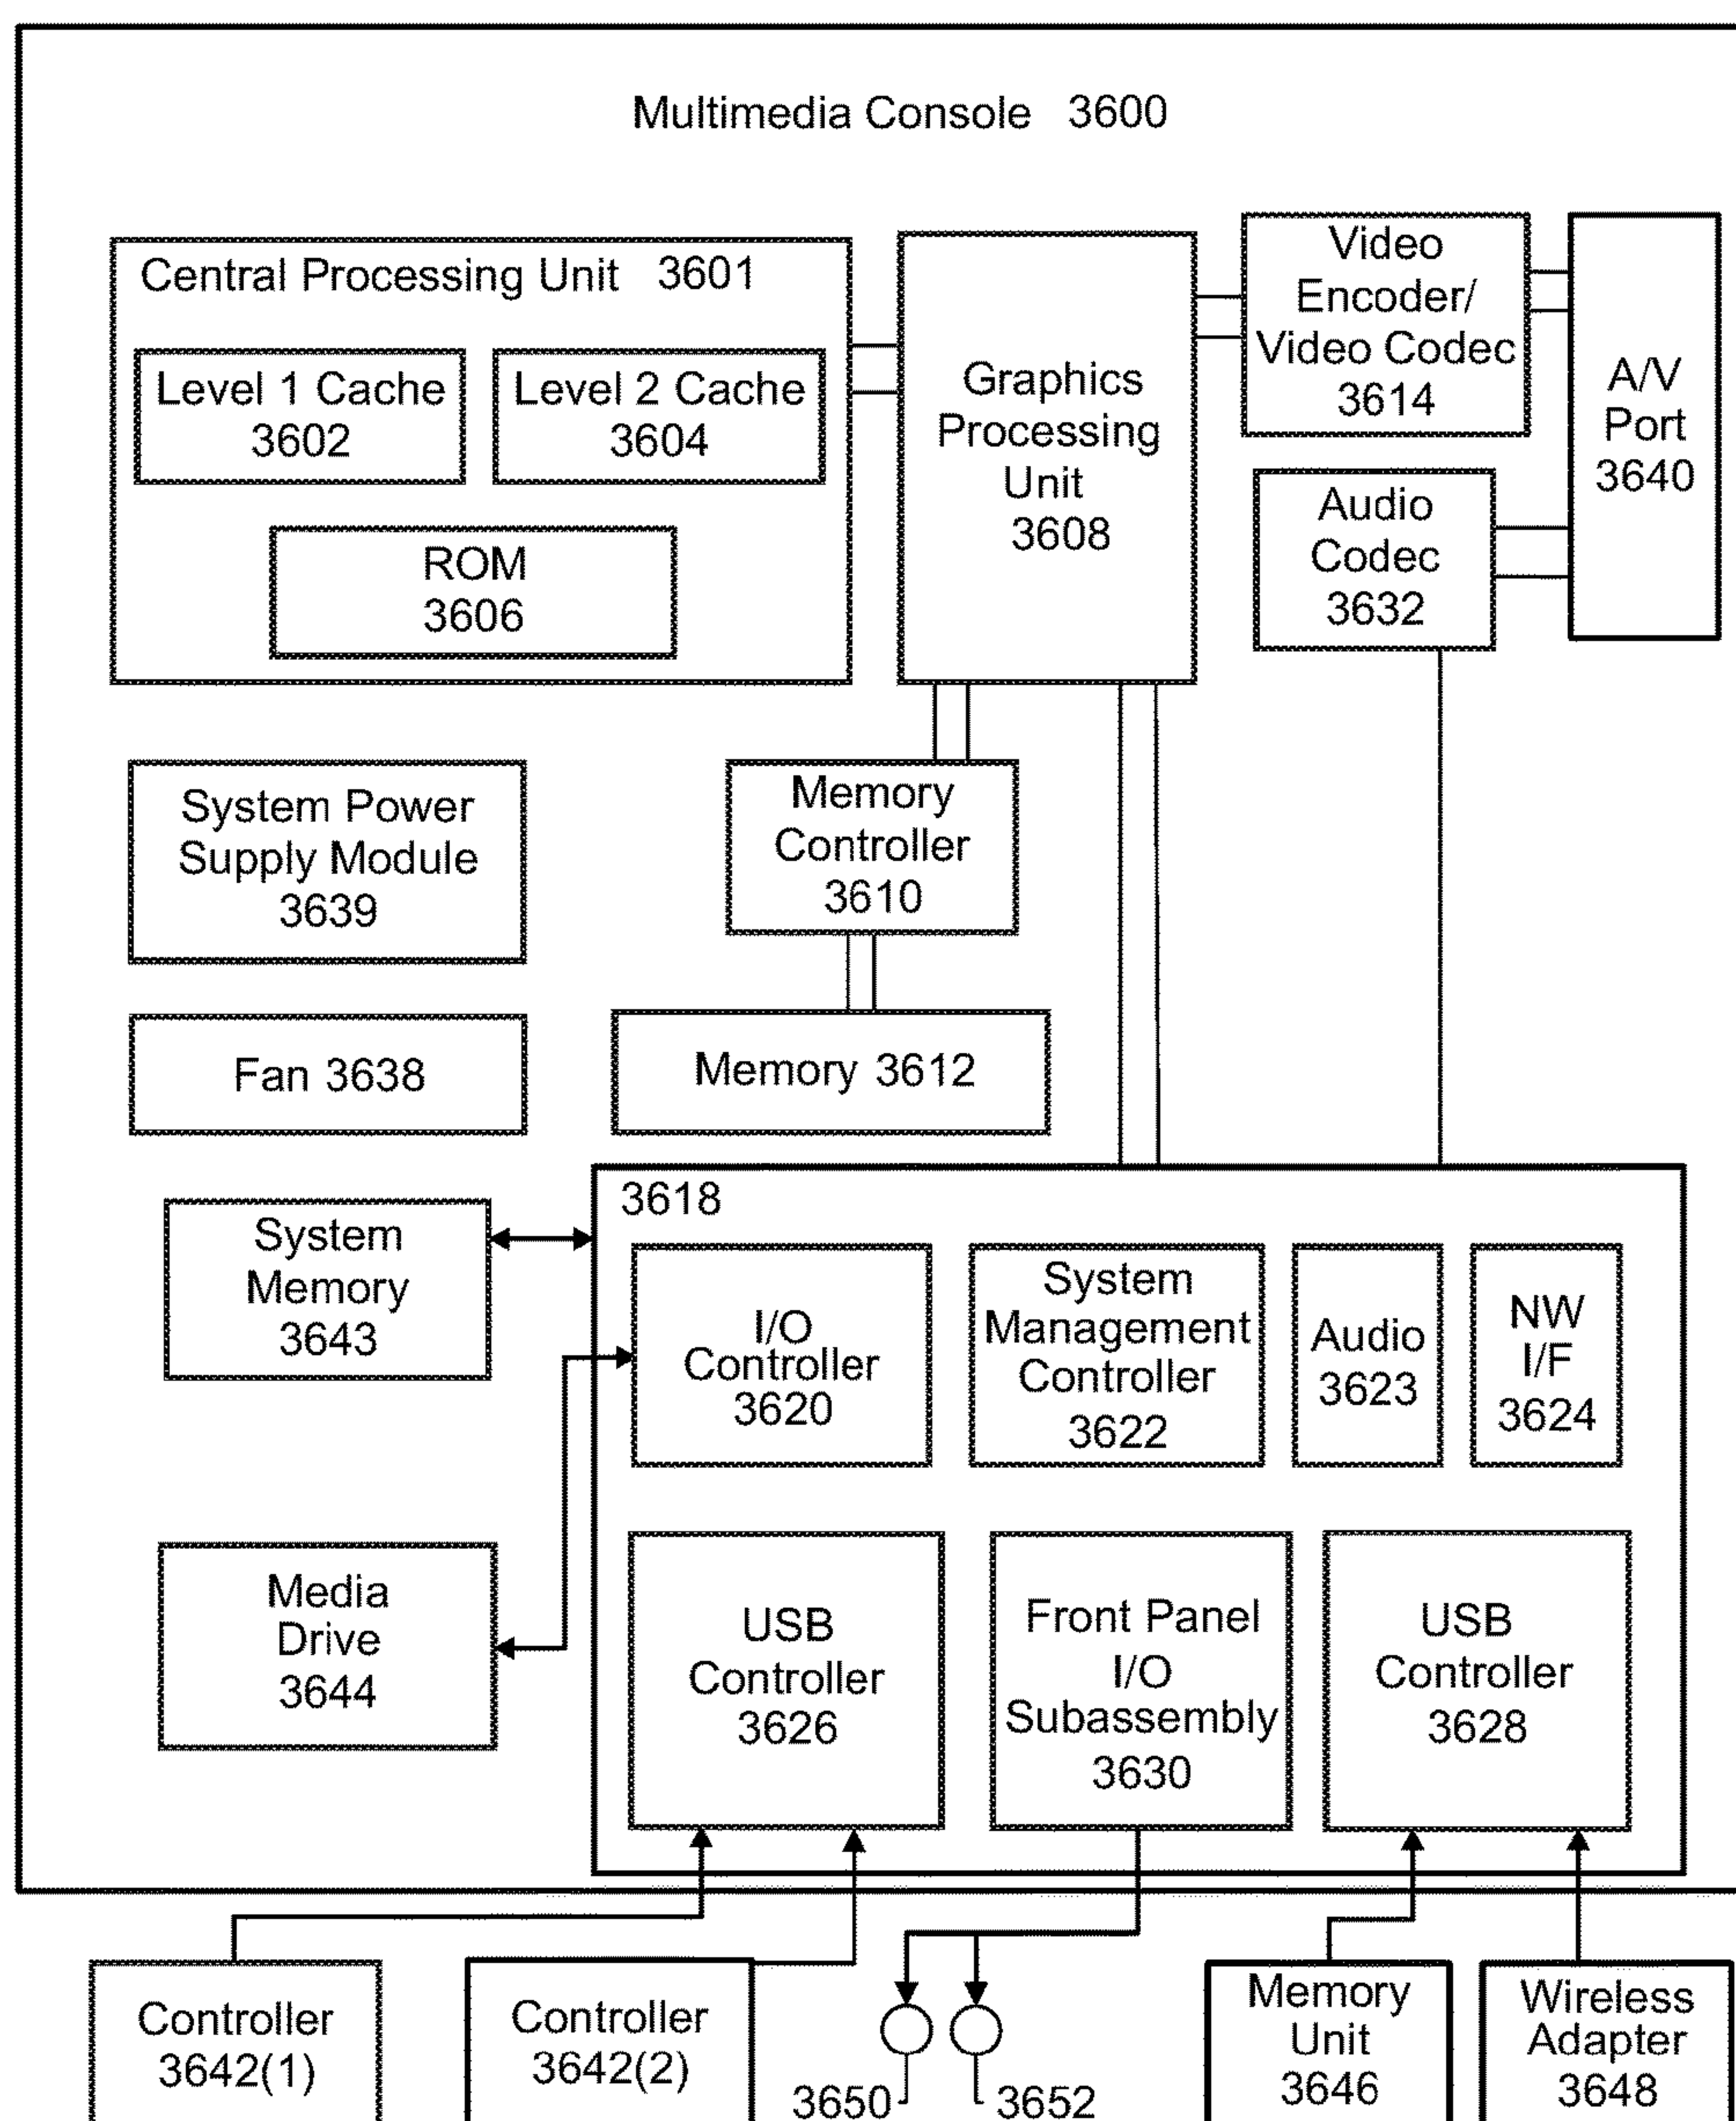 Multimedia Console 3600
Central Processing Unit 3601
Level 1 Cache
3602
Level 2 Cache
3604
ROM
3606
Graphics
Processing
Unit
3608
Video
Encoder/
Video Codec
3614
A/V
Port
3640
Audio
Codec
3632
System Power
Supply Module
3639
Memory
Controller
3610
Fan 3638
Memory 3612
System
Memory
3643
3618
I/O
Controller
3620
System
Management
Controller
3622
Audio
3623
NW
I/F
3624
Media
Drive
3644
USB
Controller
3626
Front Panel
I/O
Subassembly
3630
USB
Controller
3628
Controller
3642(1)
Controller
3642(2)
3650
3652
Memory
Unit
3646
Wireless
Adapter
3648